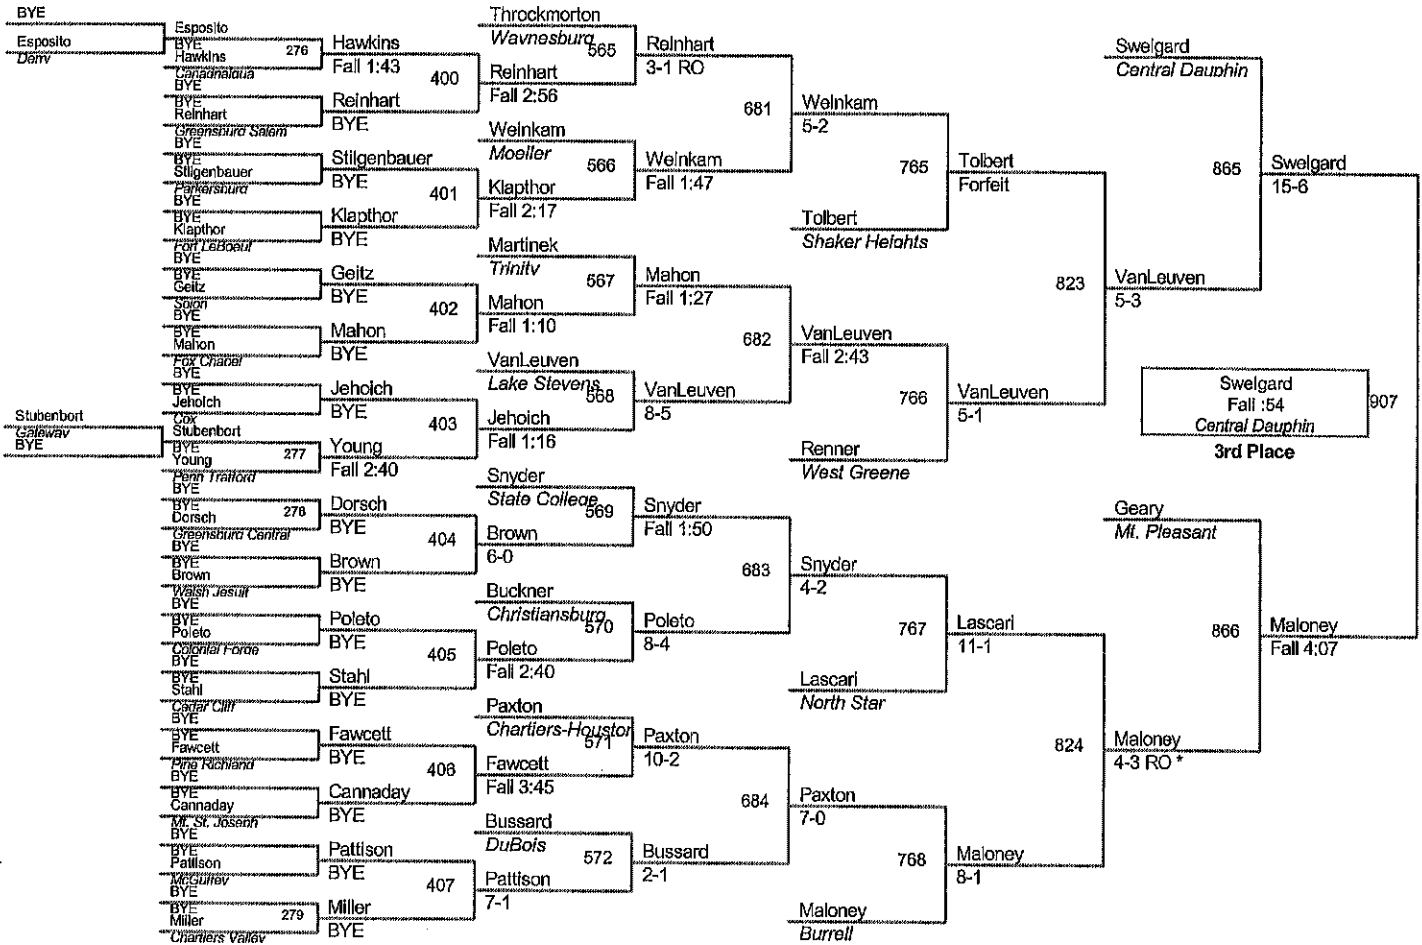 BYE
Esposito
Derry
Stubenbort
Gateway
BYE
Esposito
BYE
Hawkins
276
Canadnaigua
BYE
BYE
Reinhart
Greensburg Salem
BYE
BYE
Stilgenbauer
Parkersburg
BYE
BYE
Klapthor
Fort LeBoeuf
BYE
BYE
Geitz
Solon
BYE
BYE
Mahon
Fox Chapel
BYE
BYE
Jehoich
Cox
Stubenbort
BYE
Young
277
Penn Trafford
BYE
BYE
Dorsch
278
Greensburg Central
BYE
BYE
Brown
Walsh Jesuit
BYE
BYE
Poleto
Colonial Forge
BYE
BYE
Stahl
Cedar Cliff
BYE
BYE
Fawcett
Pine Richland
BYE
BYE
Cannaday
Mt. St. Joseph
BYE
BYE
Pattison
McGuffey
BYE
BYE
Miller
279
Chartiers Valley
Hawkins
Fall 1:43
400
Reinhart
BYE
Stilgenbauer
BYE
401
Klapthor
BYE
Geitz
BYE
402
Mahon
BYE
Jehoich
BYE
403
Young
Fall 2:40
Dorsch
BYE
404
Brown
BYE
Poleto
BYE
405
Stahl
BYE
Fawcett
BYE
406
Cannaday
BYE
Pattison
BYE
407
Miller
BYE
Throckmorton
Waynesburg
565
Reinhart
Fall 2:56
Weinkam
Moeller
566
Klapthor
Fall 2:17
Martinek
Trinity
567
Mahon
Fall 1:10
VanLeuven
Lake Stevens
568
Jehoich
Fall 1:16
Snyder
State College
569
Brown
6-0
Buckner
Christiansburg
570
Poleto
Fall 2:40
Paxton
Chartiers-Houston
571
Fawcett
Fall 3:45
Bussard
DuBois
572
Pattison
7-1
Reinhart
3-1 RO
681
Weinkam
Fall 1:47
Mahon
Fall 1:27
682
VanLeuven
8-5
Snyder
Fall 1:50
683
Poleto
8-4
Paxton
10-2
684
Bussard
2-1
Weinkam
5-2
765
Tolbert
Shaker Heights
VanLeuven
Fall 2:43
766
Renner
West Greene
Snyder
4-2
767
Lascari
North Star
Paxton
7-0
768
Maloney
Burrell
Tolbert
Forfeit
823
VanLeuven
5-1
Lascari
11-1
824
Maloney
8-1
Sweigard
Central Dauphin
865
VanLeuven
5-3
Geary
Mt. Pleasant
866
Maloney
4-3 RO *
Sweigard
15-6
Maloney
Fall 4:07
Sweigard
Fall :54
Central Dauphin
907
3rd Place